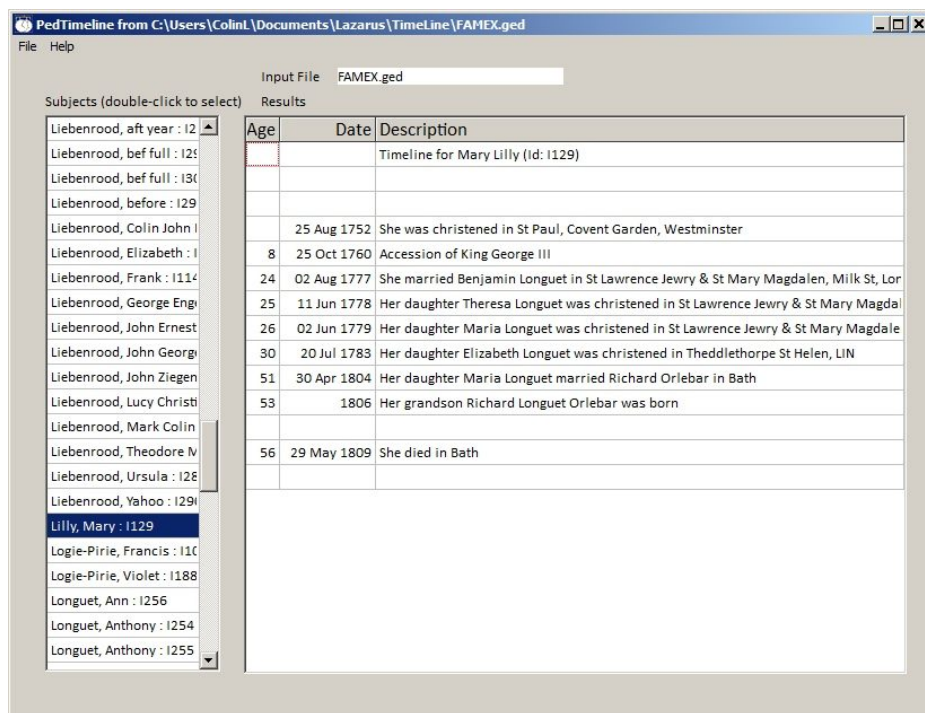 PedTimeline from C:\Users\ColinL\Documents\Lazarus\TimeLine\FAMEX.ged
File Help
Input File FAMEX.ged
Subjects (double-click to select) Results
Liebenrood, aft year : I2
Liebenrood, bef full : I29
Liebenrood, bef full : I30
Liebenrood, before : I29
Liebenrood, Colin John I
Liebenrood, Elizabeth : I
Liebenrood, Frank : I114
Liebenrood, George Eng
Liebenrood, John Ernest
Liebenrood, John Georg
Liebenrood, John Ziegen
Liebenrood, Lucy Christi
Liebenrood, Mark Colin
Liebenrood, Theodore M
Liebenrood, Ursula : I28
Liebenrood, Yahoo : I290
Lilly, Mary : I129
Logie-Pirie, Francis : I10
Logie-Pirie, Violet : I188
Longuet, Ann : I256
Longuet, Anthony : I254
Longuet, Anthony : I255
Age Date Description
Timeline for Mary Lilly (Id: I129)
25 Aug 1752 She was christened in St Paul, Covent Garden, Westminster
8 25 Oct 1760 Accession of King George III
24 02 Aug 1777 She married Benjamin Longuet in St Lawrence Jewry & St Mary Magdalen, Milk St, Lor
25 11 Jun 1778 Her daughter Theresa Longuet was christened in St Lawrence Jewry & St Mary Magdal
26 02 Jun 1779 Her daughter Maria Longuet was christened in St Lawrence Jewry & St Mary Magdale
30 20 Jul 1783 Her daughter Elizabeth Longuet was christened in Theddlethorpe St Helen, LIN
51 30 Apr 1804 Her daughter Maria Longuet married Richard Orlebar in Bath
53 1806 Her grandson Richard Longuet Orlebar was born
56 29 May 1809 She died in Bath